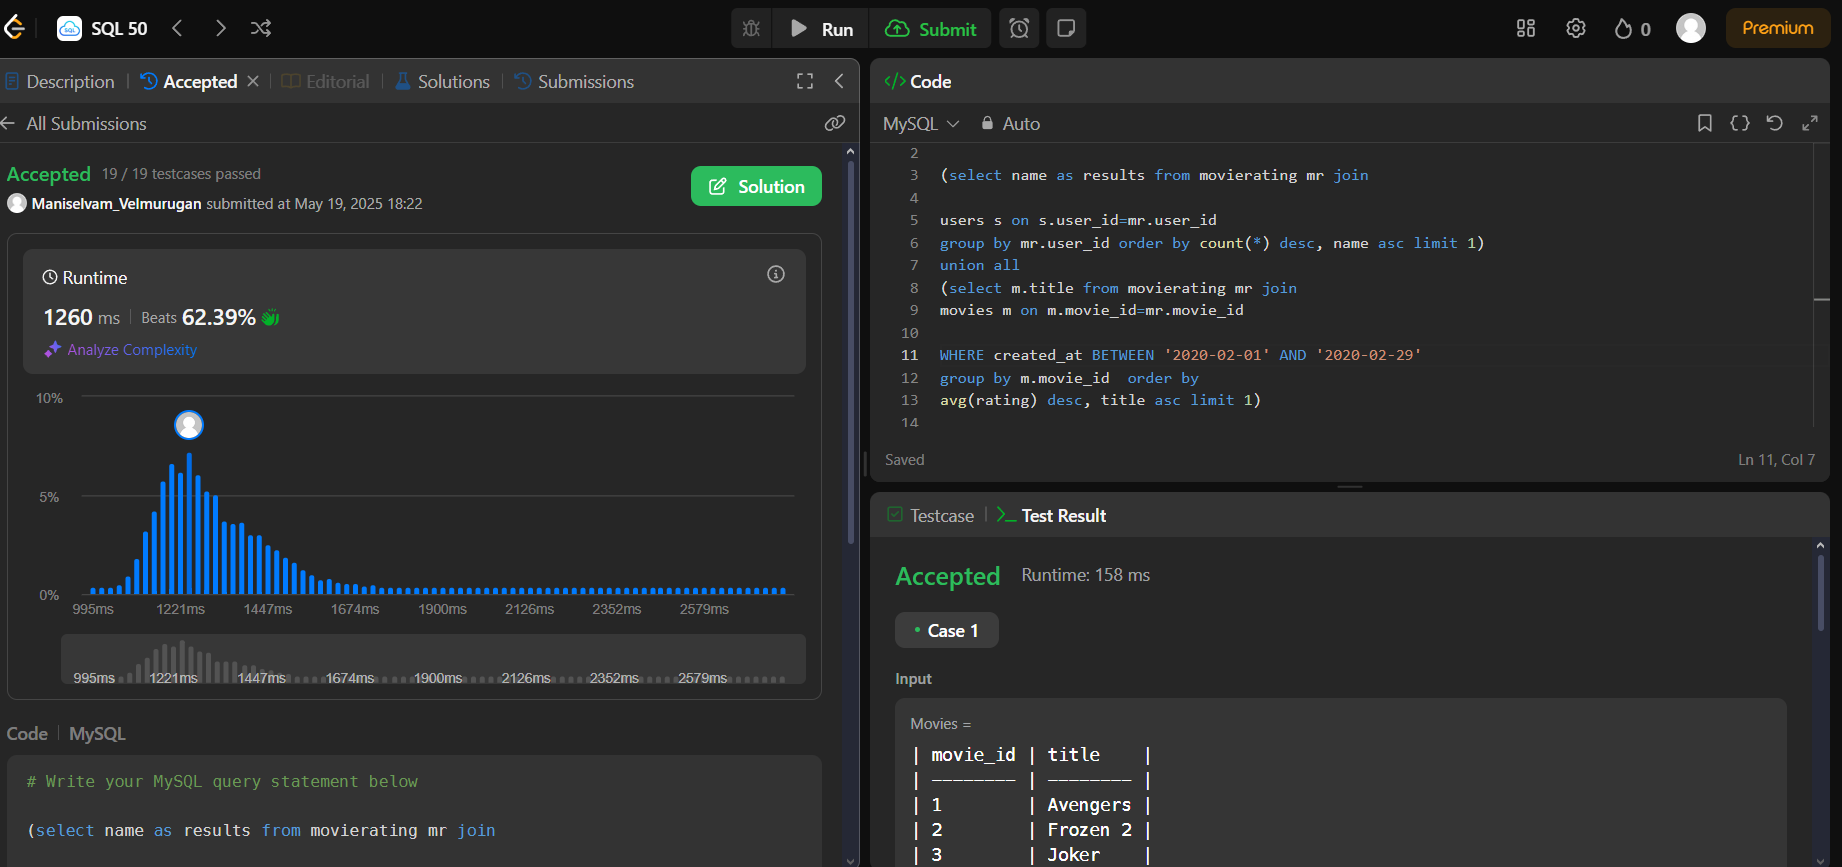 SQL 50
Run
Submit
0
Premium
Description
Accepted
Editorial
Solutions
Submissions
All Submissions
Accepted 19 / 19 testcases passed
Maniselvam_Velmurugan submitted at May 19, 2025 18:22
Solution
Runtime
1260 ms Beats 62.39%
Analyze Complexity
10%
5%
0%
995ms 1221ms 1447ms 1674ms 1900ms 2126ms 2352ms 2579ms
995ms 1221ms 1447ms 1674ms 1900ms 2126ms 2352ms 2579ms
Code MySQL
# Write your MySQL query statement below
(select name as results from movierating mr join
</> Code
MySQL Auto
2
3 (select name as results from movierating mr join
4
5 users s on s.user_id=mr.user_id
6 group by mr.user_id order by count(*) desc, name asc limit 1)
7 union all
8 (select m.title from movierating mr join
9 movies m on m.movie_id=mr.movie_id
10
11 WHERE created_at BETWEEN '2020-02-01' AND '2020-02-29'
12 group by m.movie_id  order by
13 avg(rating) desc, title asc limit 1)
14
Saved
Ln 11, Col 7
Testcase
Test Result
Accepted Runtime: 158 ms
Case 1
Input
Movies =
| movie_id | title    |
| -------- | -------- |
| 1        | Avengers |
| 2        | Frozen 2 |
| 3        | Joker    |